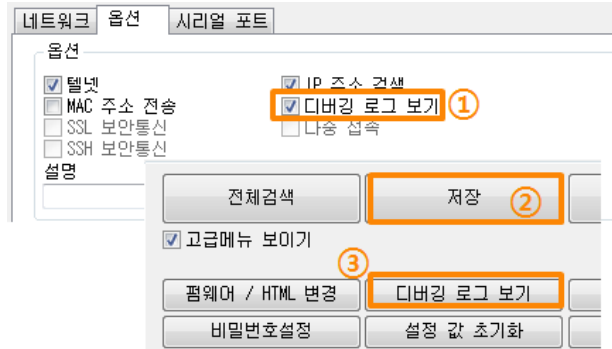 네트워크 옵션 시리얼 포트
옵션
텔넷 IP 주소 검색
MAC 주소 전송 디버깅 로그 보기 ①
SSL 보안통신 다중 접속
SSH 보안통신
설명
전체검색 저장 ②
고급메뉴 보이기
③
펌웨어 / HTML 변경 디버깅 로그 보기
비밀번호설정 설정 값 초기화